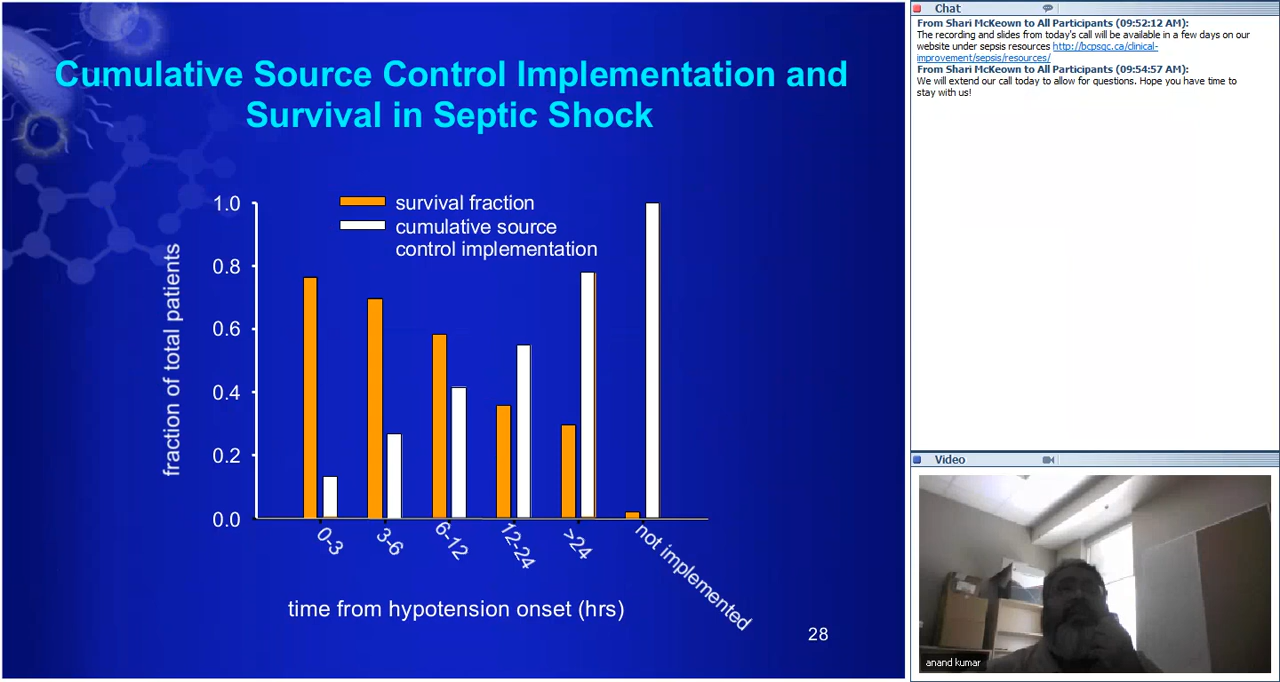 Cumulative Source Control Implementation and
Survival in Septic Shock
survival fraction
cumulative source
control implementation
fraction of total patients
1.0
0.8
0.6
0.4
0.2
0.0
0-3
3-6
6-12
12-24
>24
not implemented
time from hypotension onset (hrs)
28
Chat
From Shari McKeown to All Participants (09:52:12 AM):
The recording and slides from today's call will be available in a few days on our
website under sepsis resources http://bcpsqc.ca/clinical-
improvement/sepsis/resources/
From Shari McKeown to All Participants (09:54:57 AM):
We will extend our call today to allow for questions. Hope you have time to
stay with us!
Video
anand kumar